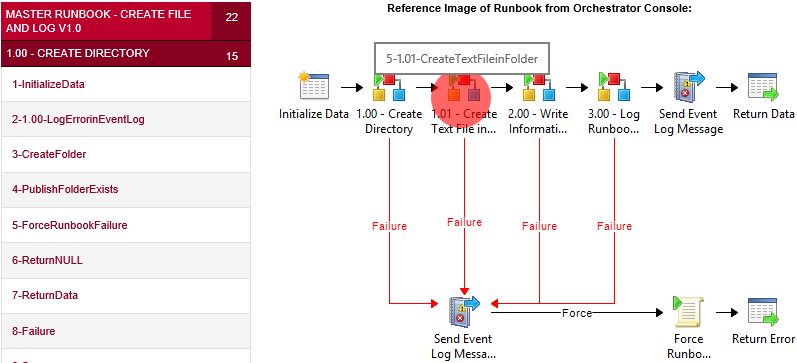 MASTER RUNBOOK - CREATE FILE
AND LOG V1.0
22
1.00 - CREATE DIRECTORY
15
1-InitializeData
2-1.00-LogErrorinEventLog
3-CreateFolder
4-PublishFolderExists
5-ForceRunbookFailure
6-ReturnNULL
7-ReturnData
8-Failure
Reference Image of Runbook from Orchestrator Console:
5-1.01-CreateTextFileinFolder
Initialize Data
1.00 - Create
Directory
1.01 - Create
Text File in...
2.00 - Write
Informati...
3.00 - Log
Runboo...
Send Event
Log Message
Return Data
Failure
Failure
Failure
Failure
Force
Send Event
Log Messa...
Force
Runbo...
Return Error